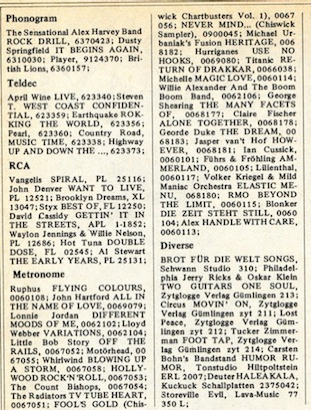 Phonogram
The Sensational Alex Harvey Band
ROCK DRILL, 6370423; Dusty
Springfield IT BEGINS AGAIN,
6310030; Player, 9124370; Bri-
tish Lions, 6360157;
Teldec
April Wine LIVE, 623340; Steven
T. WEST COAST CONFIDEN-
TIAL, 623359; Earthquake ROK-
KING THE WORLD, 623356;
Pearl, 623360; Country Road,
MUSIC TIME, 623338; Highway
UP AND DOWN THE ..., 623373;
RCA
Vangelis SPIRAL, PL 25116;
John Denver WANT TO LIVE,
PL 12521; Brooklyn Dreams, XL
13047; Styx BEST OF, FL 12250;
David Cassidy GETTIN' IT IN
THE STREETS, APL 1-1852;
Waylon Jennings & Willie Nelson,
PL 12686; Hot Tuna DOUBLE
DOSE, FL 02545; Al Stewart
THE EARLY YEARS, PL 25131;
Metronome
Ruphus FLYING COLOURS,
0060108; John Hartford ALL IN
THE NAME OF LOVE, 0069079;
Lonnie Jordan DIFFERENT
MOODS OF ME, 0062102; Lloyd
Webber VARIATIONS, 0062104;
Little Bob Story OFF THE
RAILS, 0067052; Motörhead, 00
67055; Whirlwind BLOWING UP
A STORM, 0067058; HOLLY-
WOOD ROCK'N'ROLL, 0067053;
The Count Bishops, 0067054;
The Radiators TV TUBE HEART,
0067051; FOOL'S GOLD (Chis-
wick Chartbusters Vol. 1), 0067
056; NEVER MIND... (Chiswick
Sampler), 0900045; Michael Ur-
baniak's Fusion HERITAGE, 006
8182; Hurriganes USE NO
HOOKS, 0069080; Titanic RE-
TURN OF DRAKKAR, 0066038;
Michelle MAGIC LOVE, 0060114;
Willie Alexander And The Boom
Boom Band, 0062106; George
Shearing THE MANY FACETS
OF, 0068177; Claire Fischer
ALONE TOGETHER, 0068178;
George Duke THE DREAM, 00
68183; Jasper van't Hof HOW-
EVER, 0068181; Ian Cussick,
0060101; Führs & Fröhling AM-
MERLAND, 0060105; Lilienthal,
0060117; Volker Kriegel & Mild
Maniac Orchestra ELASTIC ME-
NU, 068180; RMO BEYOND
THE LIMIT, 0060115; Blonker
DIE ZEIT STEHT STILL, 0060
104; Alex HANDLE WITH CARE,
0060113;
Diverse
BROT FÜR DIE WELT SONGS,
Schwann Studio 310; Philadel-
phia Jerry Ricks & Oskar Klein
TWO GUITARS ONE SOUL,
Zytglogge Verlag Gümlingen 213;
Circus MOVIN' ON, Zytglogge
Verlag Gümlingen zyt 211; Lost
Peace, Zytglogge Verlag Güm-
lingen zyt 212; Tucker Zimmer-
man FOOT TAP, Zytglogge Ver-
lag Gümlingen zyt 214; Carsten
Bohn's Bandstand HUMOR RU-
MOR, Tonstudio Hiltpoltstein
ERL 2007; Deuter HALEAKALA,
Kuckuck Schallplatten 2375042;
Storeville Evil, Lava-Music 77
350 L;